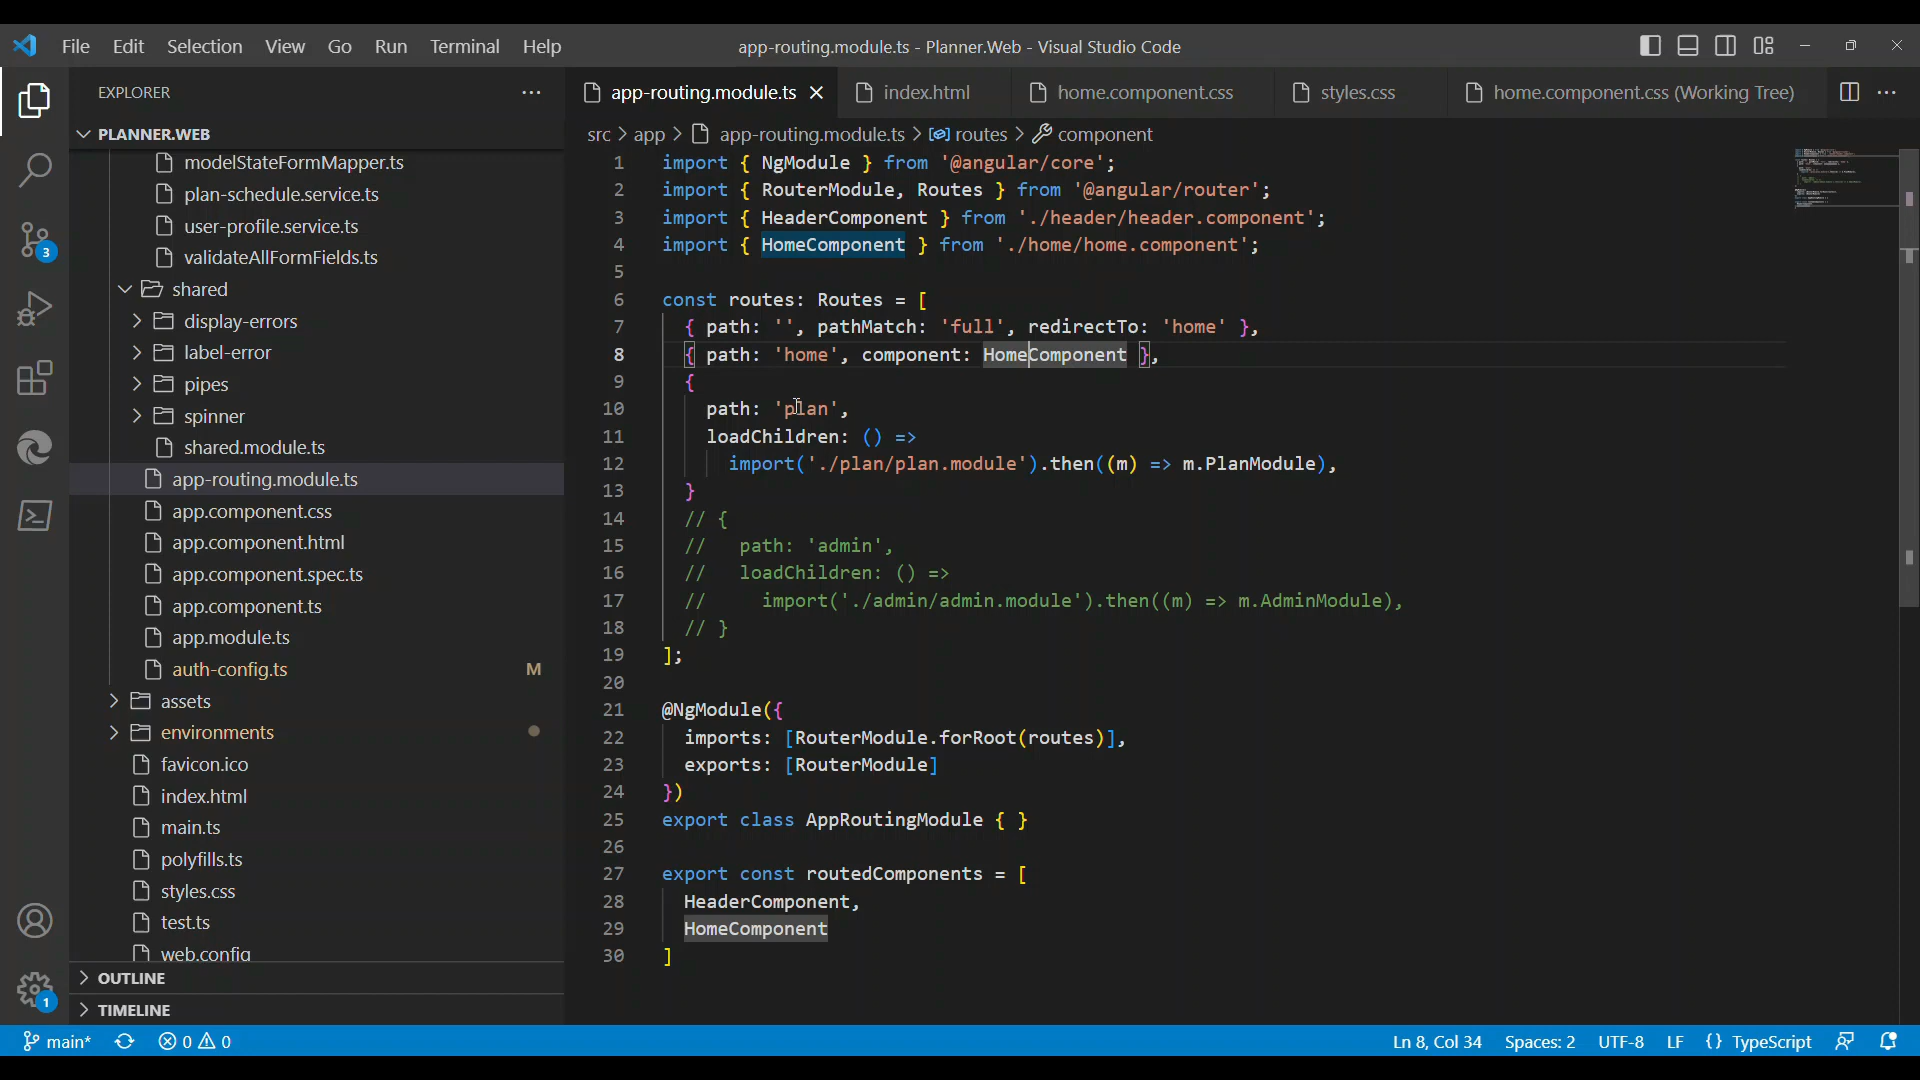 File Edit Selection View Go Run Terminal Help
app-routing.module.ts - Planner.Web - Visual Studio Code
EXPLORER
PLANNER.WEB
modelStateFormMapper.ts
plan-schedule.service.ts
user-profile.service.ts
validateAllFormFields.ts
shared
display-errors
label-error
pipes
spinner
shared.module.ts
app-routing.module.ts
app.component.css
app.component.html
app.component.spec.ts
app.component.ts
app.module.ts
auth-config.ts M
assets
environments
favicon.ico
index.html
main.ts
polyfills.ts
styles.css
test.ts
web.config
OUTLINE
TIMELINE
3
1
app-routing.module.ts index.html home.component.css styles.css home.component.css (Working Tree)
src > app > app-routing.module.ts > routes > component
1 import { NgModule } from '@angular/core';
2 import { RouterModule, Routes } from '@angular/router';
3 import { HeaderComponent } from './header/header.component';
4 import { HomeComponent } from './home/home.component';
5
6 const routes: Routes = [
7 { path: '', pathMatch: 'full', redirectTo: 'home' },
8 { path: 'home', component: HomeComponent },
9 {
10 path: 'plan',
11 loadChildren: () =>
12 import('./plan/plan.module').then((m) => m.PlanModule),
13 }
14 // {
15 // path: 'admin',
16 // loadChildren: () =>
17 // import('./admin/admin.module').then((m) => m.AdminModule),
18 // }
19 ];
20
21 @NgModule({
22 imports: [RouterModule.forRoot(routes)],
23 exports: [RouterModule]
24 })
25 export class AppRoutingModule { }
26
27 export const routedComponents = [
28 HeaderComponent,
29 HomeComponent
30 ]
main* 0 0 Ln 8, Col 34 Spaces: 2 UTF-8 LF {} TypeScript